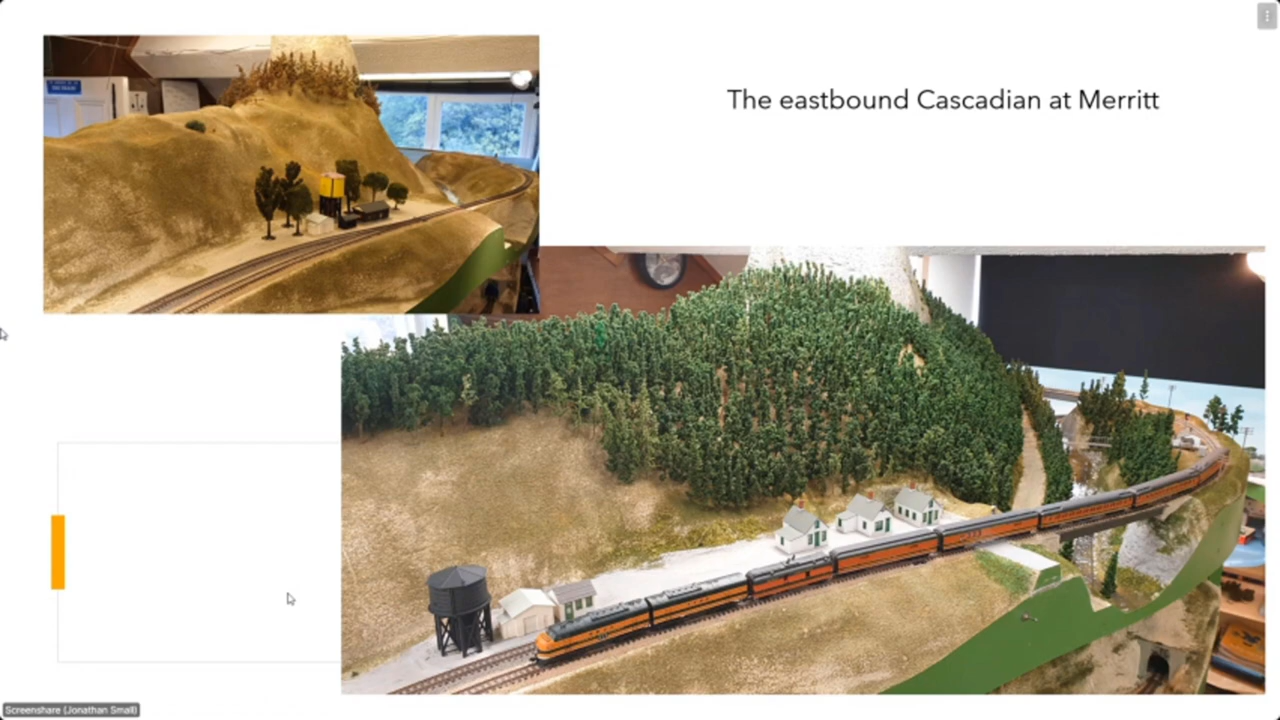 The eastbound Cascadian at Merritt
Screenshare (Jonathan Small)